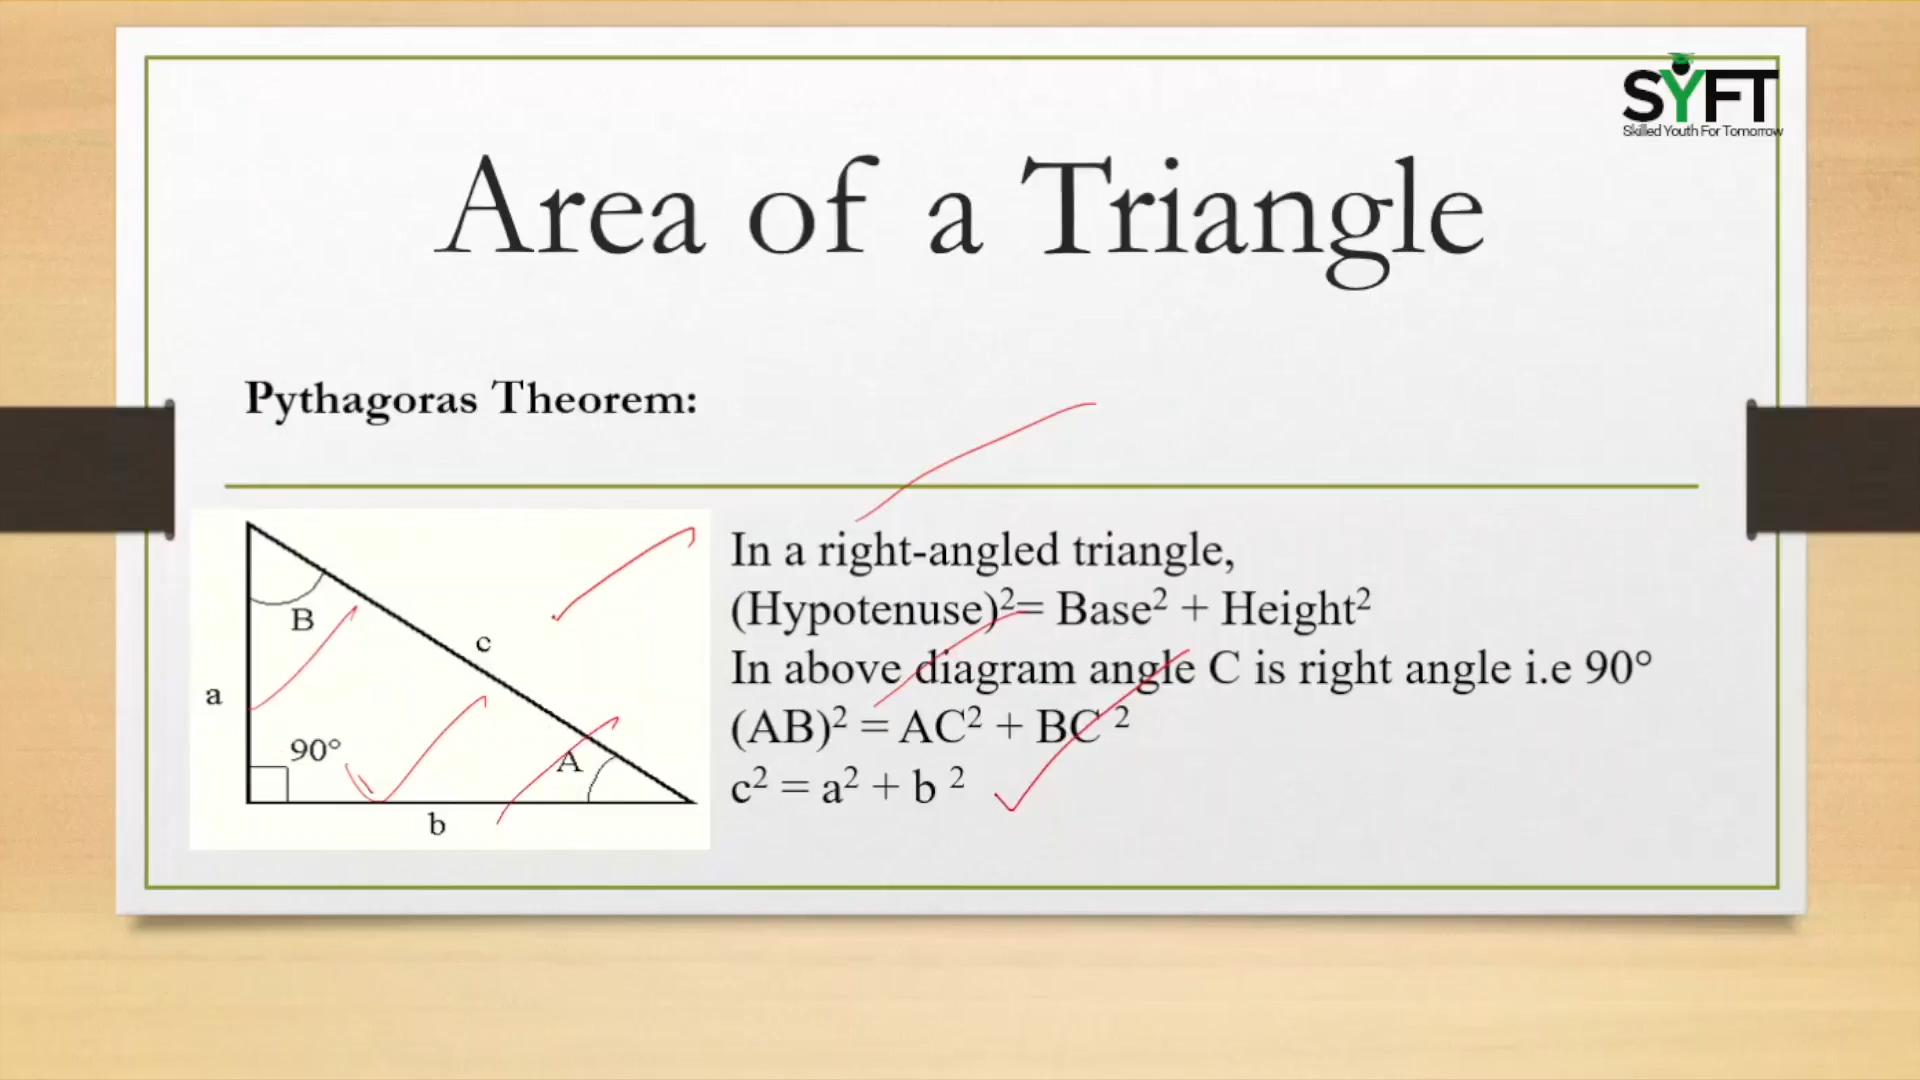 SYFT
Skilled Youth For Tomorrow
Area of a Triangle
Pythagoras Theorem:
B
c
a
90°
A
b
In a right-angled triangle,
(Hypotenuse)²= Base² + Height²
In above diagram angle C is right angle i.e 90°
(AB)² = AC² + BC ²
c² = a² + b ²